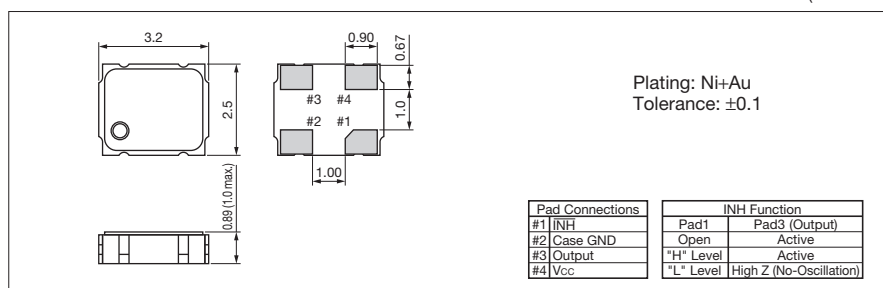 3.2
0.90
0.67
2.5
#3 #4
#2 #1
1.0
1.00
0.89 (1.0 max.)
Plating: Ni+Au
Tolerance: ±0.1
Pad Connections
#1 INH
#2 Case GND
#3 Output
#4 Vcc
INH Function
Pad1 Pad3 (Output)
Open Active
"H" Level Active
"L" Level High Z (No-Oscillation)